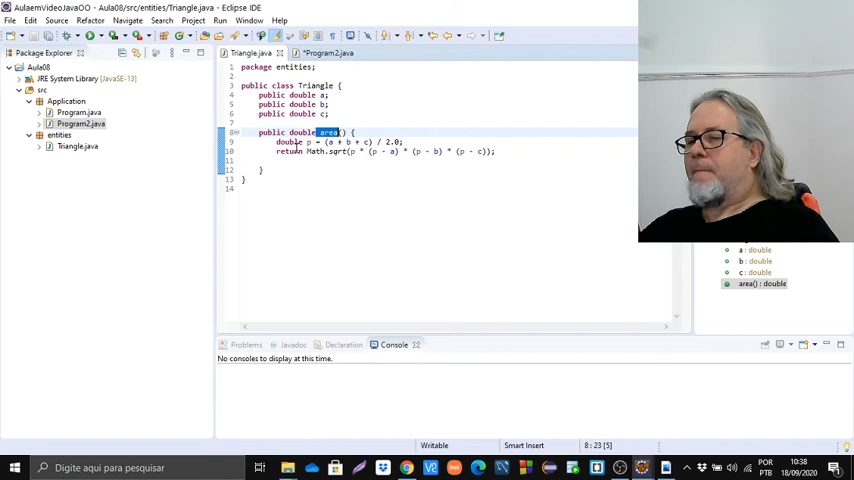 AulaemVideoJavaOO - Aula08/src/entities/Triangle.java - Eclipse IDE
File Edit Source Refactor Navigate Search Project Run Window Help
Package Explorer
Triangle.java
*Program2.java
Aula08
JRE System Library [JavaSE-13]
src
Application
Program.java
Program2.java
entities
Triangle.java
1 package entities;
2
3 public class Triangle {
4 public double a;
5 public double b;
6 public double c;
7
8 public double area() {
9 double p = (a + b + c) / 2.0;
10 return Math.sqrt(p * (p - a) * (p - b) * (p - c));
11
12 }
13 }
14
a : double
b : double
c : double
area() : double
Problems Javadoc Declaration Console
No consoles to display at this time.
Writable Smart Insert 8 : 23 [5]
Digite aqui para pesquisar
POR
PTB
10:38
18/09/2020